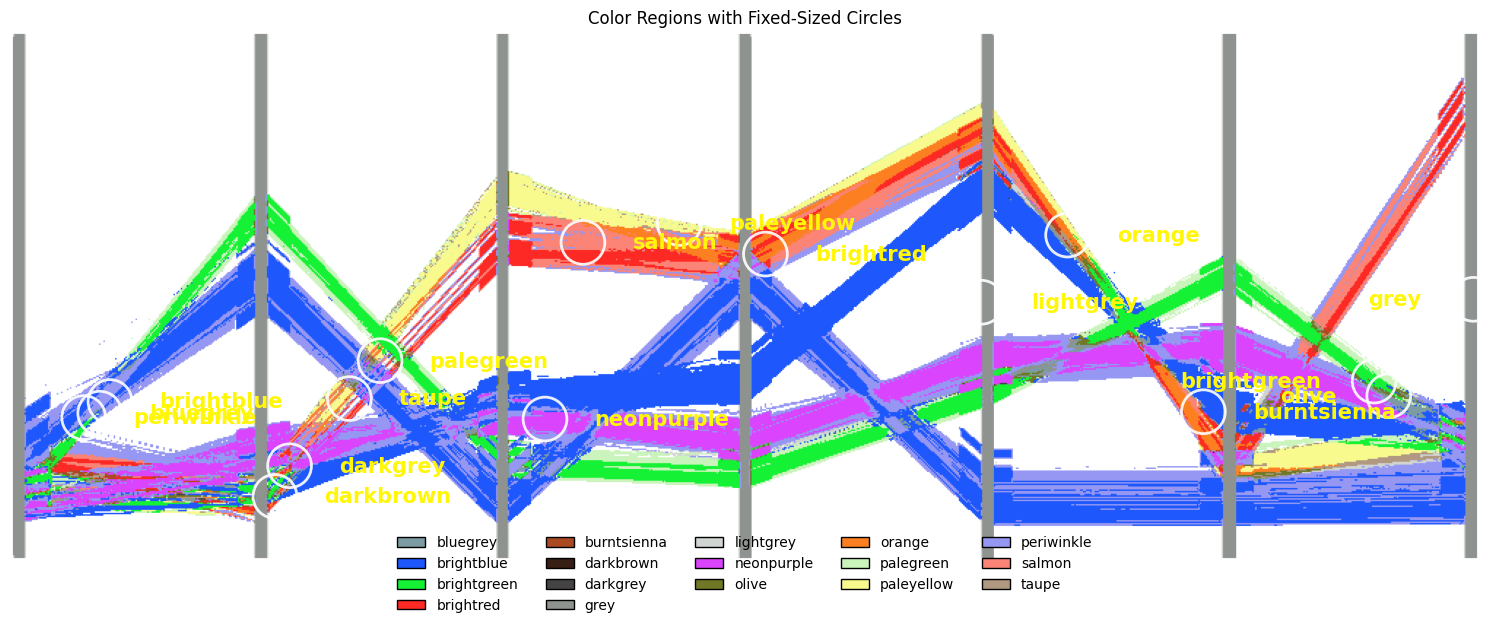 Color Regions with Fixed-Sized Circles
paleyellow
orange
salmon
brightred
grey
lightgrey
palegreen
brightgreen
taupe
olive
brightblue
bluegrey
burntsienna
periwinkle
neonpurple
darkgrey
darkbrown
bluegrey burntsienna lightgrey orange periwinkle
brightblue darkbrown neonpurple palegreen salmon
brightgreen darkgrey olive paleyellow taupe
brightred grey